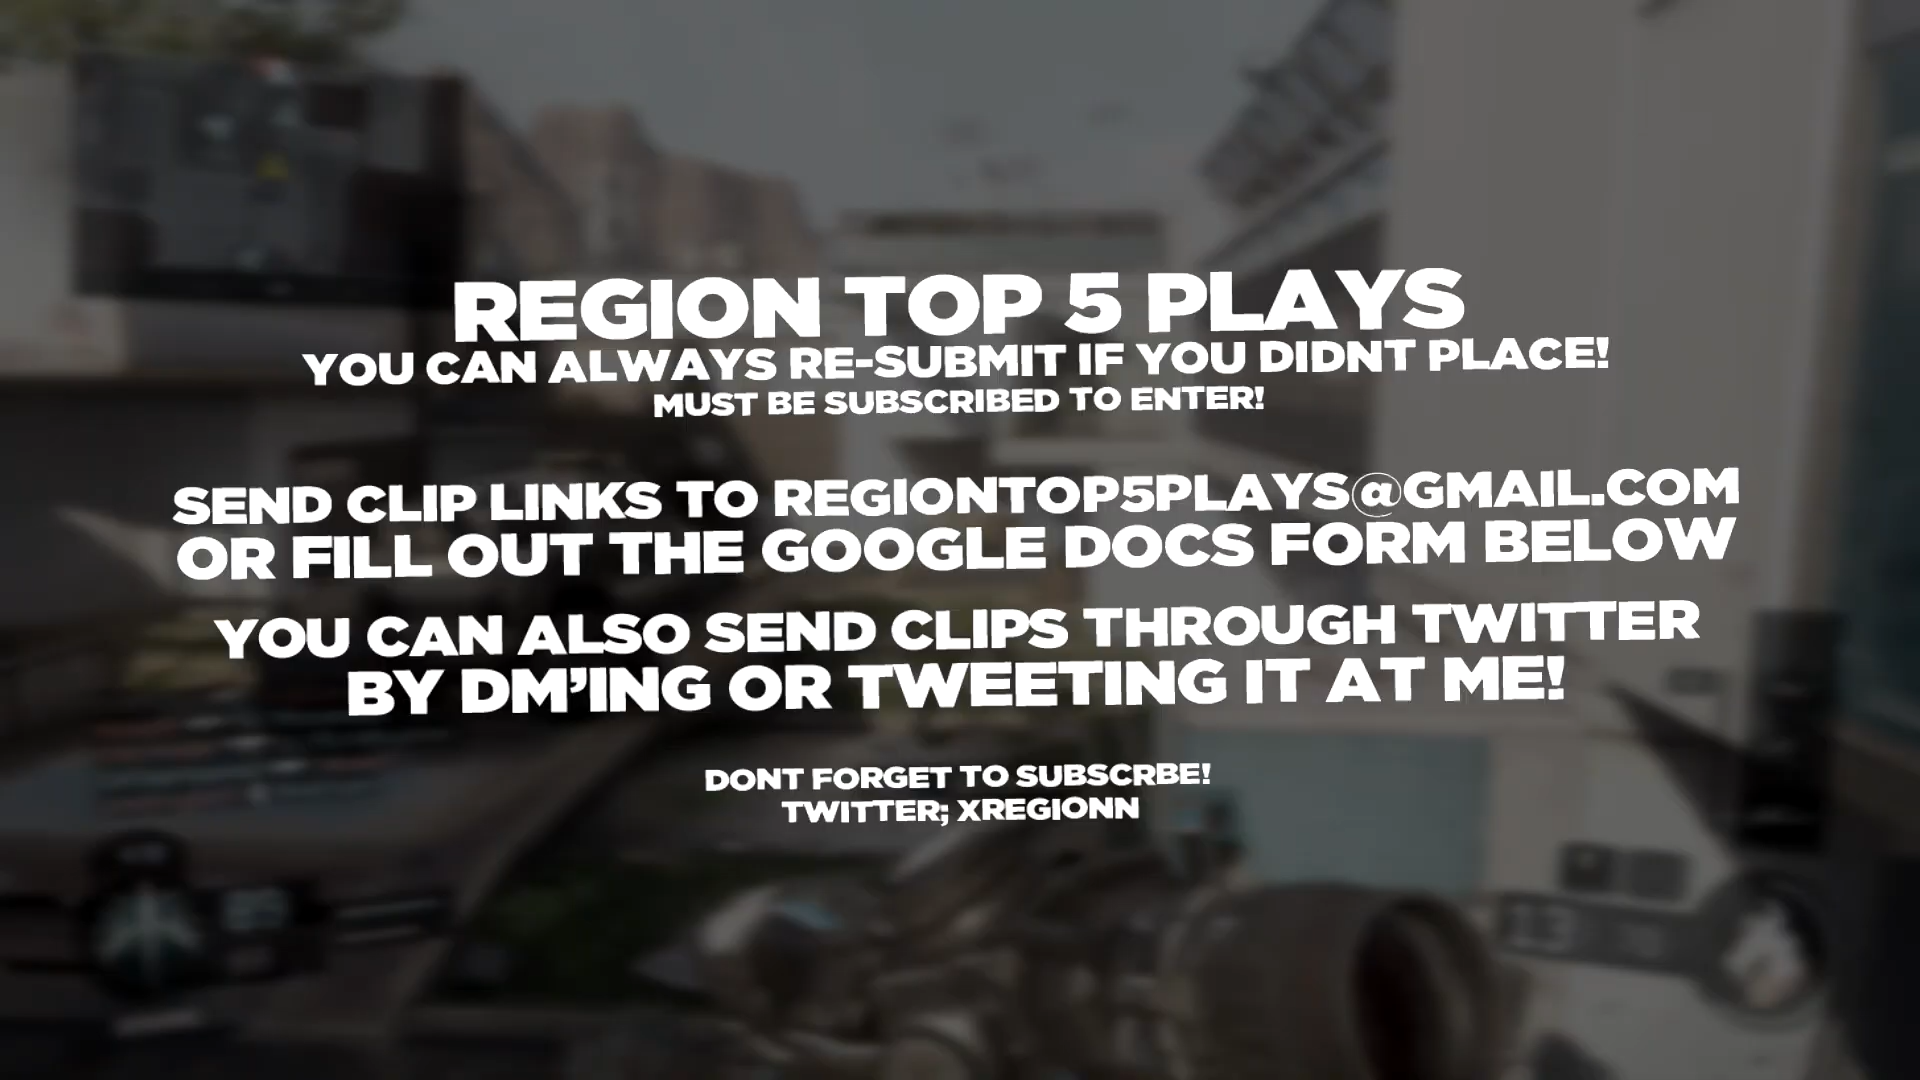 REGION TOP 5 PLAYS
YOU CAN ALWAYS RE-SUBMIT IF YOU DIDNT PLACE!
MUST BE SUBSCRIBED TO ENTER!
SEND CLIP LINKS TO REGIONTOP5PLAYS@GMAIL.COM
OR FILL OUT THE GOOGLE DOCS FORM BELOW
YOU CAN ALSO SEND CLIPS THROUGH TWITTER
BY DM'ING OR TWEETING IT AT ME!
DONT FORGET TO SUBSCRBE!
TWITTER; XREGIONN